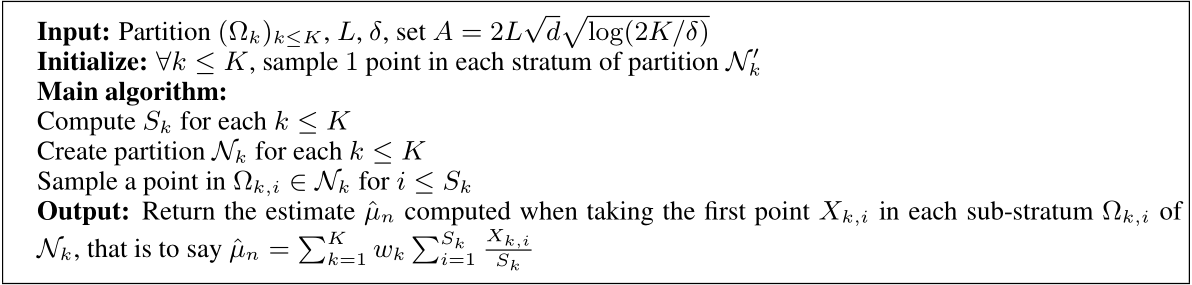 Input: Partition $(\Omega_k)_{k \leq K}$, $L$, $\delta$, set $A = 2L\sqrt{d}\sqrt{\log(2K/\delta)}$
Initialize: $\forall k \leq K$, sample 1 point in each stratum of partition $\mathcal{N}'_k$
Main algorithm:
Compute $S_k$ for each $k \leq K$
Create partition $\mathcal{N}_k$ for each $k \leq K$
Sample a point in $\Omega_{k,i} \in \mathcal{N}_k$ for $i \leq S_k$
Output: Return the estimate $\hat{\mu}_n$ computed when taking the first point $X_{k,i}$ in each sub-stratum $\Omega_{k,i}$ of
$\mathcal{N}_k$, that is to say $\hat{\mu}_n = \sum_{k=1}^{K} w_k \sum_{i=1}^{S_k} \frac{X_{k,i}}{S_k}$